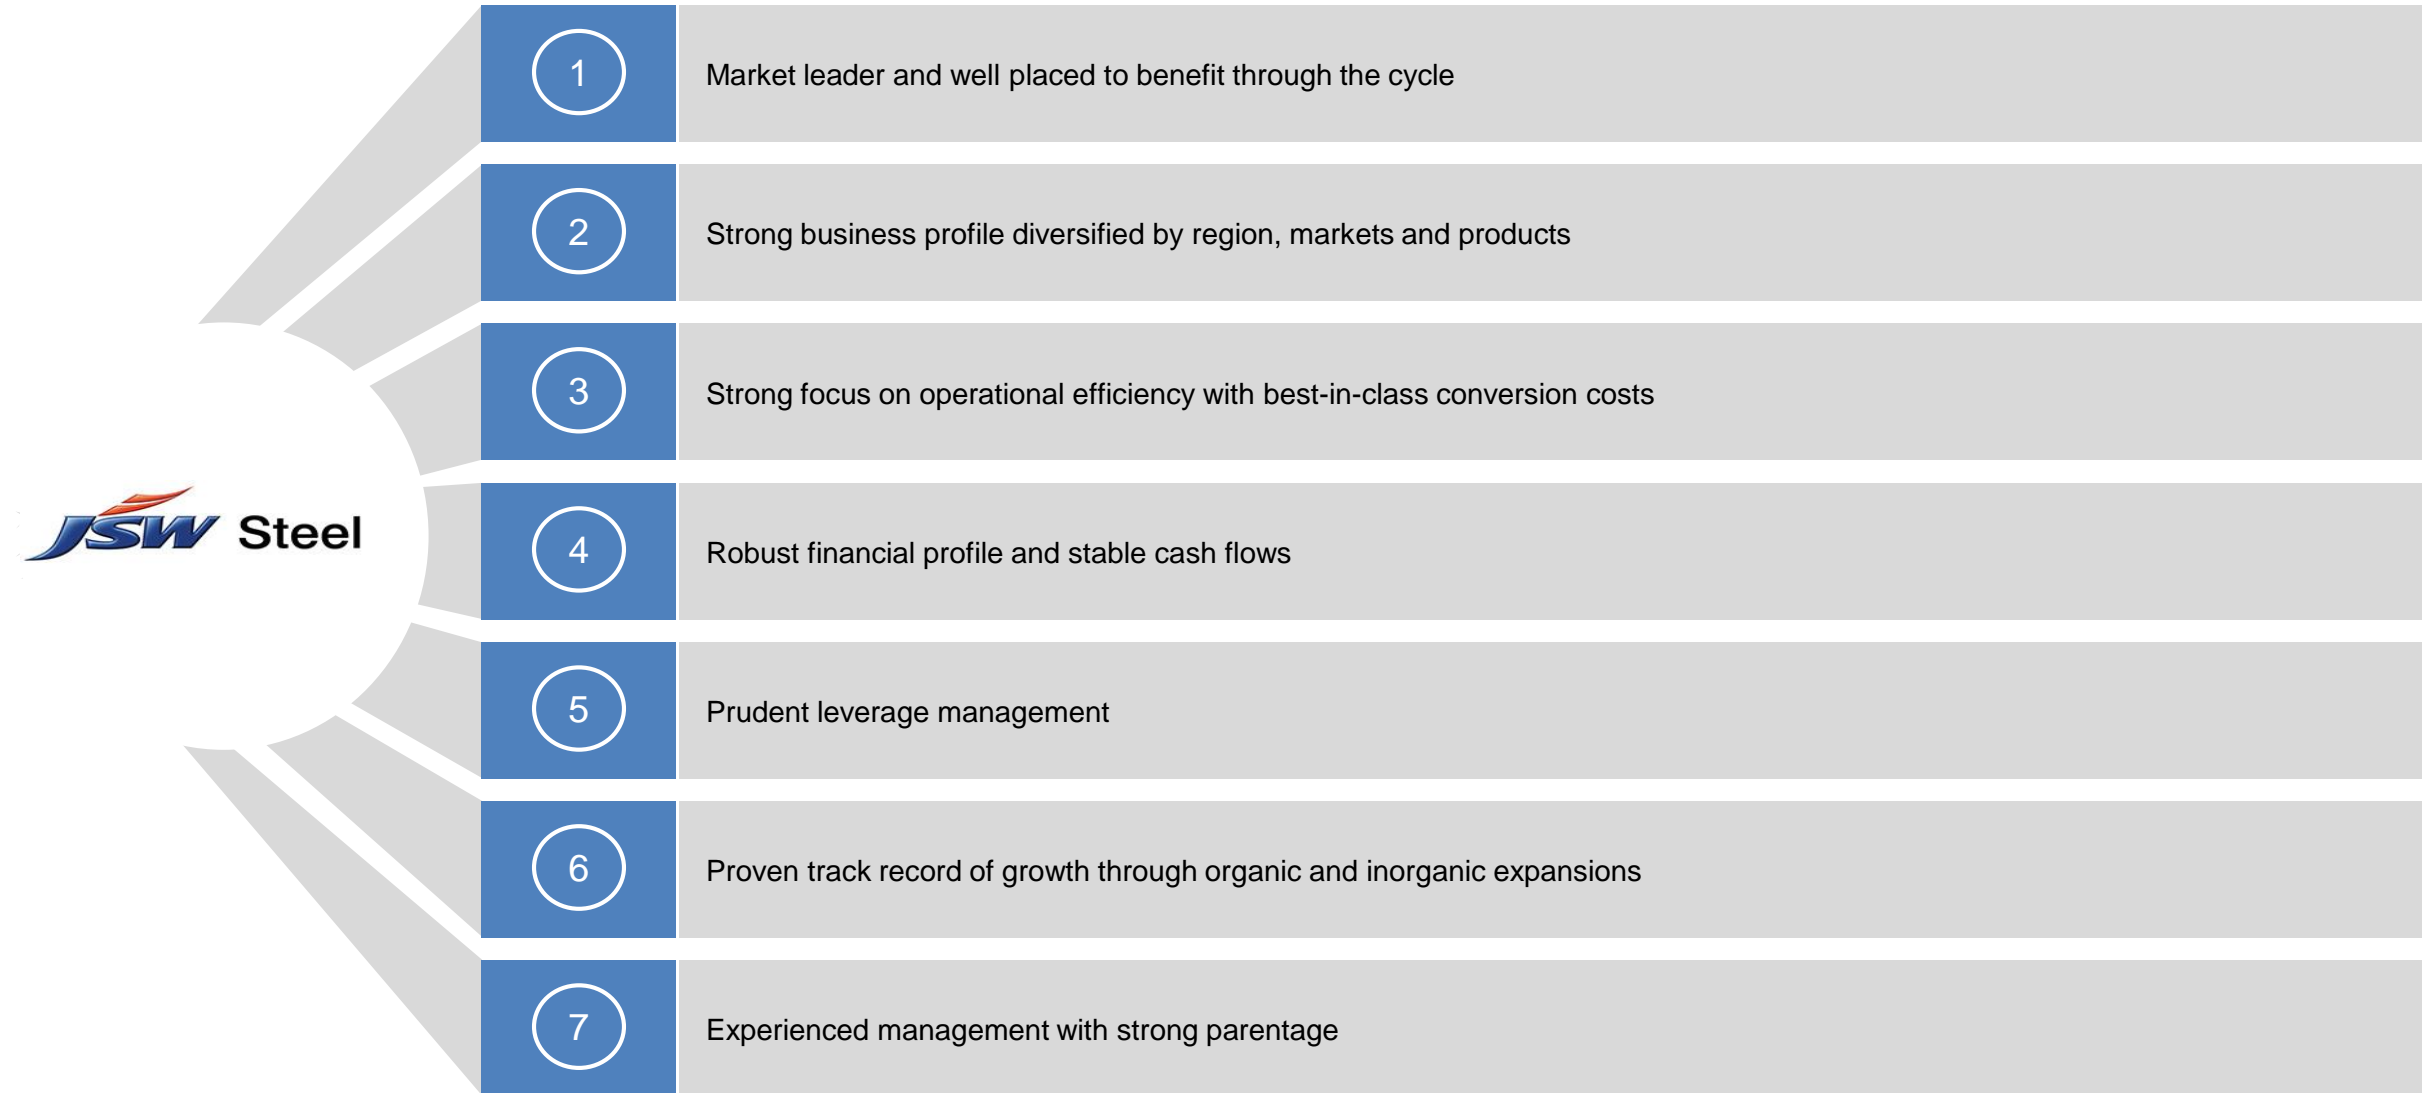 1
Market leader and well placed to benefit through the cycle
2
Strong business profile diversified by region, markets and products
3
Strong focus on operational efficiency with best-in-class conversion costs
JSW Steel
4
Robust financial profile and stable cash flows
5
Prudent leverage management
6
Proven track record of growth through organic and inorganic expansions
7
Experienced management with strong parentage